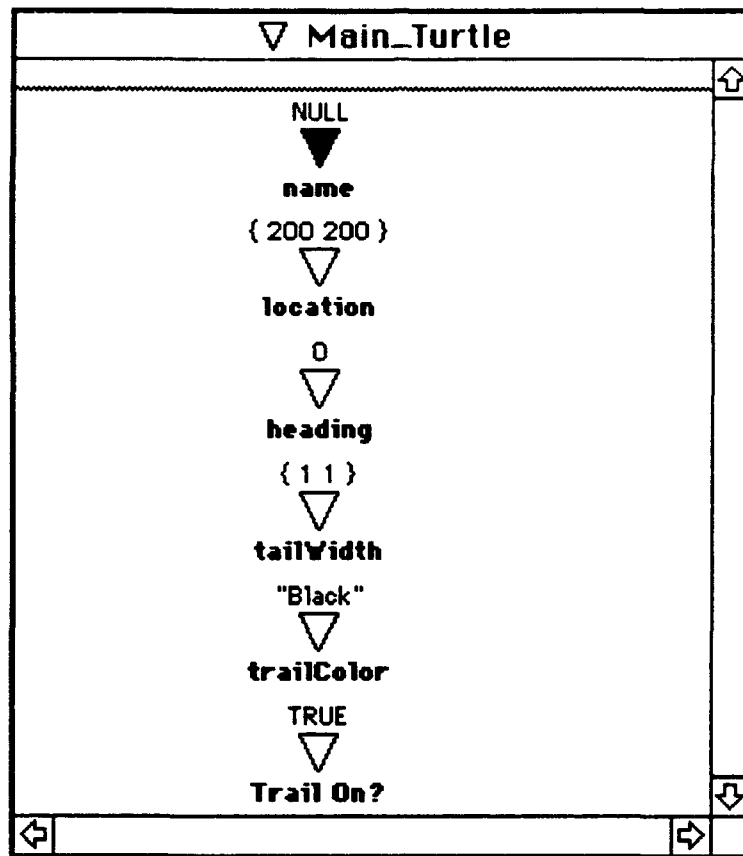 Main_Turtle
NULL
name
{ 200 200 }
location
0
heading
{ 1 1 }
tailWidth
"Black"
trailColor
TRUE
Trail On?